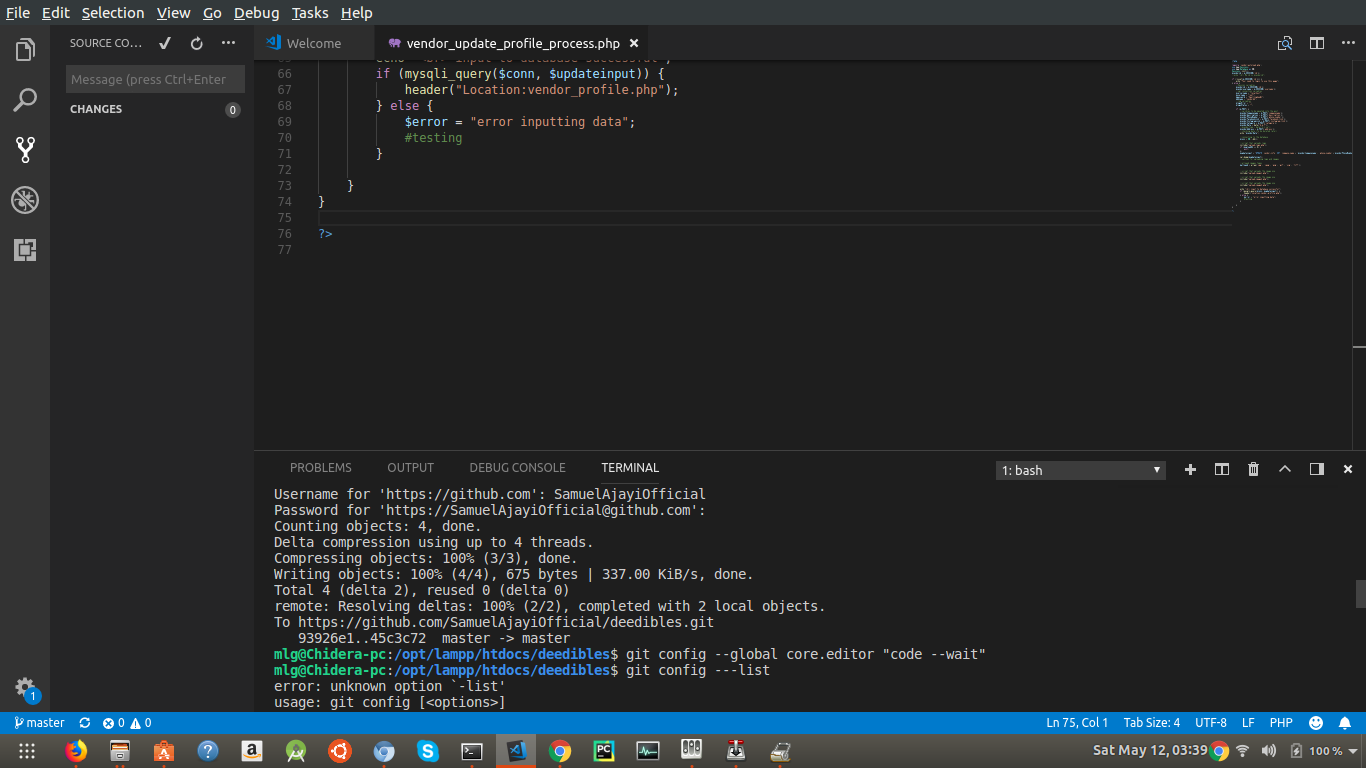 File Edit Selection View Go Debug Tasks Help
SOURCE CO...
Welcome
vendor_update_profile_process.php
Message (press Ctrl+Enter
CHANGES
0
66 if (mysqli_query($conn, $updateinput)) {
67 header("Location:vendor_profile.php");
68 } else {
69 $error = "error inputting data";
70 #testing
71 }
72
73 }
74 }
75
76 ?>
77
PROBLEMS OUTPUT DEBUG CONSOLE TERMINAL
1: bash
Username for 'https://github.com': SamuelAjayiOfficial
Password for 'https://SamuelAjayiOfficial@github.com':
Counting objects: 4, done.
Delta compression using up to 4 threads.
Compressing objects: 100% (3/3), done.
Writing objects: 100% (4/4), 675 bytes | 337.00 KiB/s, done.
Total 4 (delta 2), reused 0 (delta 0)
remote: Resolving deltas: 100% (2/2), completed with 2 local objects.
To https://github.com/SamuelAjayiOfficial/deedibles.git
93926e1..45c3c72 master -> master
mlg@Chidera-pc:/opt/lampp/htdocs/deedibles$ git config --global core.editor "code --wait"
mlg@Chidera-pc:/opt/lampp/htdocs/deedibles$ git config ---list
error: unknown option `-list'
usage: git config [<options>]
1
master 0 0
Ln 75, Col 1 Tab Size: 4 UTF-8 LF PHP
Sat May 12, 03:39
100 %